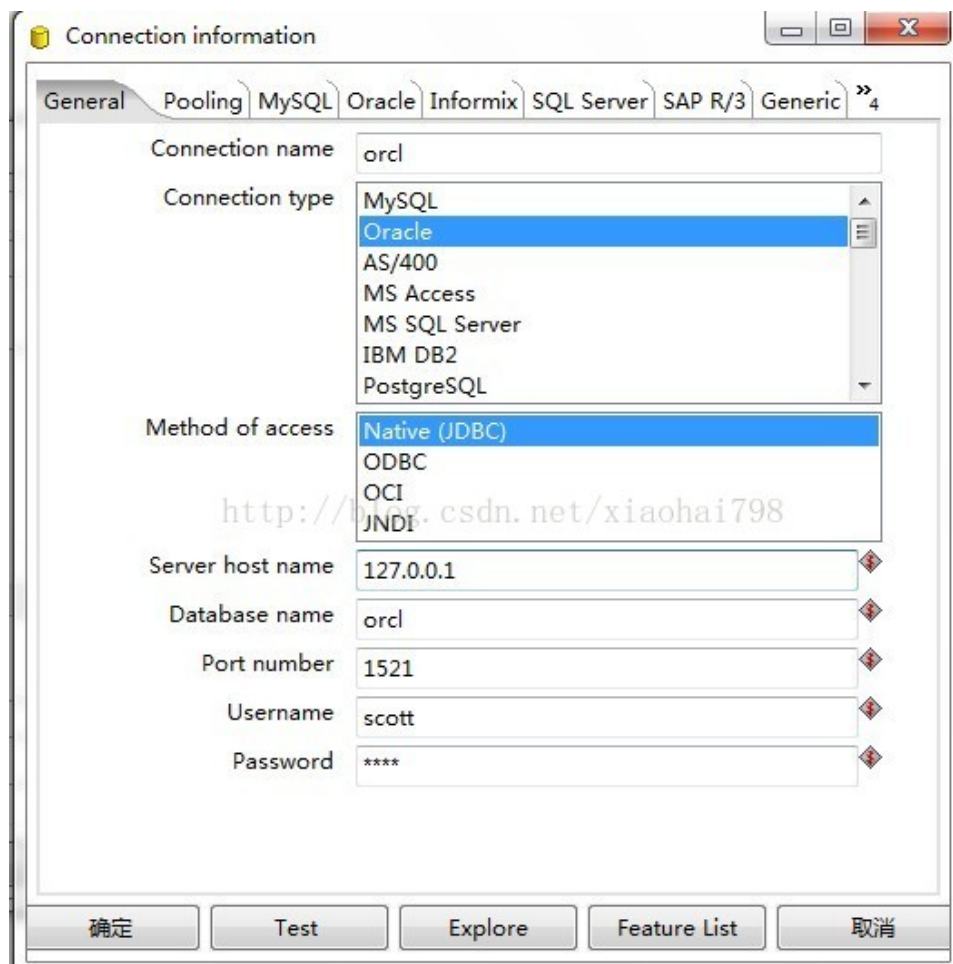 Connection information
General Pooling MySQL Oracle Informix SQL Server SAP R/3 Generic »4
Connection name orcl
Connection type MySQL
Oracle
AS/400
MS Access
MS SQL Server
IBM DB2
PostgreSQL
Method of access Native (JDBC)
ODBC
OCI
http://blog.csdn.net/xiaohai798
JNDI
Server host name 127.0.0.1
Database name orcl
Port number 1521
Username scott
Password ****
确定 Test Explore Feature List 取消